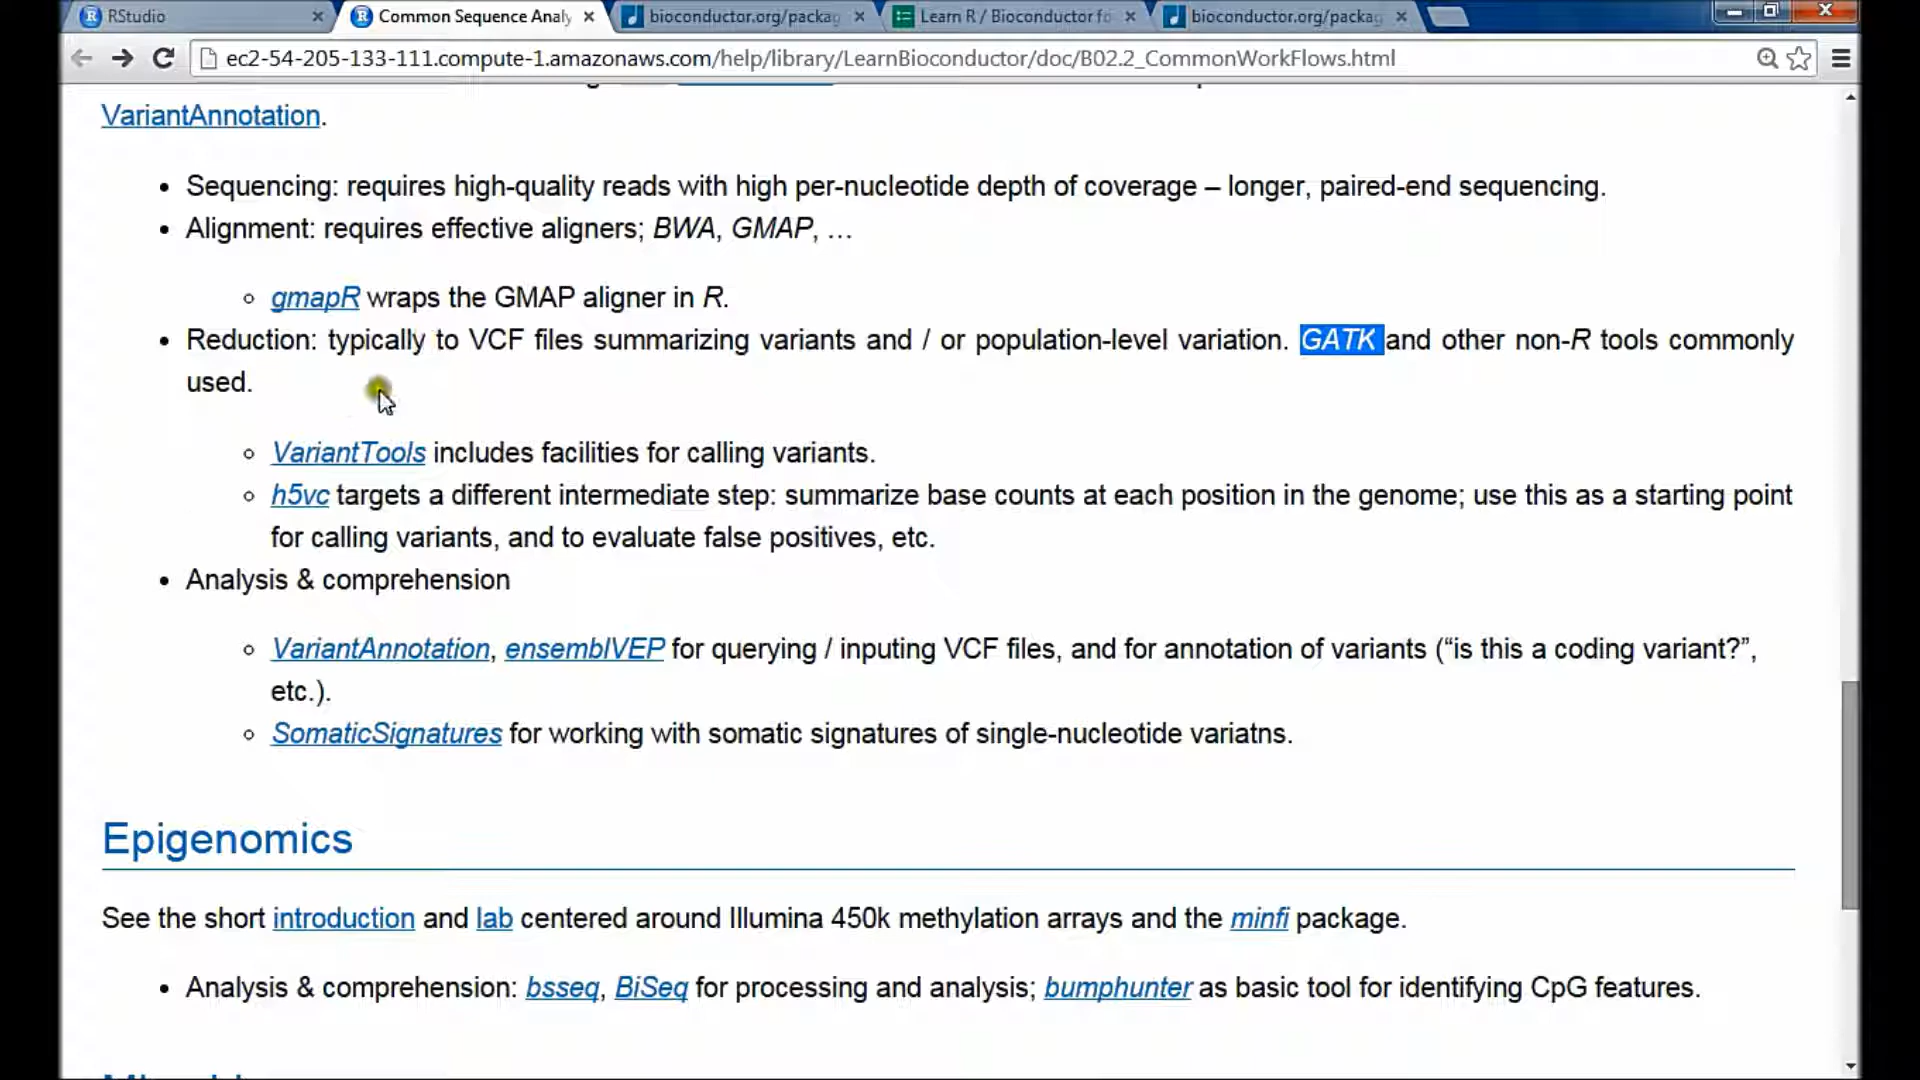 RStudio
Common Sequence Analy
bioconductor.org/packag
Learn R / Bioconductor fo
bioconductor.org/packag
ec2-54-205-133-111.compute-1.amazonaws.com/help/library/LearnBioconductor/doc/B02.2_CommonWorkFlows.html
VariantAnnotation.
• Sequencing: requires high-quality reads with high per-nucleotide depth of coverage – longer, paired-end sequencing.
• Alignment: requires effective aligners; BWA, GMAP, …
gmapR wraps the GMAP aligner in R.
• Reduction: typically to VCF files summarizing variants and / or population-level variation. GATK and other non-R tools commonly
used.
VariantTools includes facilities for calling variants.
h5vc targets a different intermediate step: summarize base counts at each position in the genome; use this as a starting point
for calling variants, and to evaluate false positives, etc.
• Analysis & comprehension
VariantAnnotation, ensemblVEP for querying / inputing VCF files, and for annotation of variants (“is this a coding variant?”,
etc.).
SomaticSignatures for working with somatic signatures of single-nucleotide variatns.
Epigenomics
See the short introduction and lab centered around Illumina 450k methylation arrays and the minfi package.
• Analysis & comprehension: bsseq, BiSeq for processing and analysis; bumphunter as basic tool for identifying CpG features.